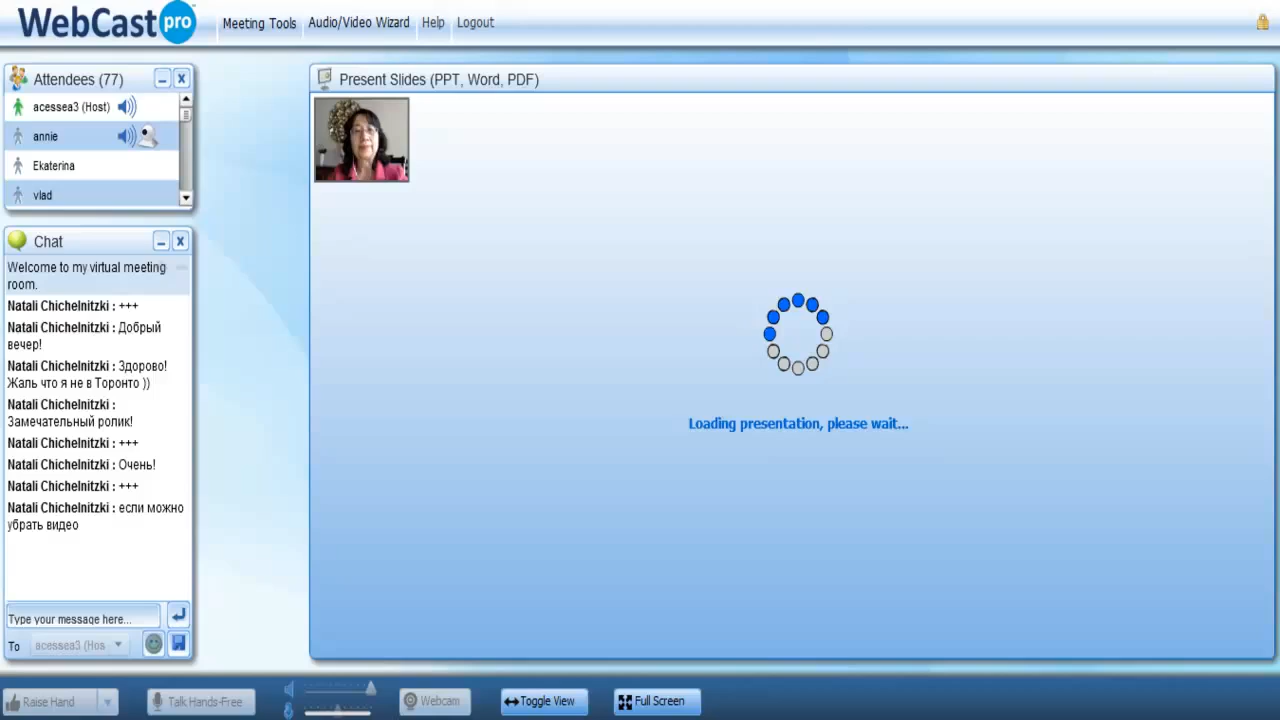 WebCast pro
Meeting Tools
Audio/Video Wizard
Help
Logout
Attendees (77)
acessea3 (Host)
annie
Ekaterina
vlad
Chat
Welcome to my virtual meeting
room.
Natali Chichelnitzki : +++
Natali Chichelnitzki : Добрый
вечер!
Natali Chichelnitzki : Здорово!
Жаль что я не в Торонто ))
Natali Chichelnitzki :
Замечательный ролик!
Natali Chichelnitzki : +++
Natali Chichelnitzki : Очень!
Natali Chichelnitzki : +++
Natali Chichelnitzki : если можно
убрать видео
Type your message here...
To
acessea3 (Hos
Present Slides (PPT, Word, PDF)
Loading presentation, please wait...
Raise Hand
Talk Hands-Free
Webcam
Toggle View
Full Screen